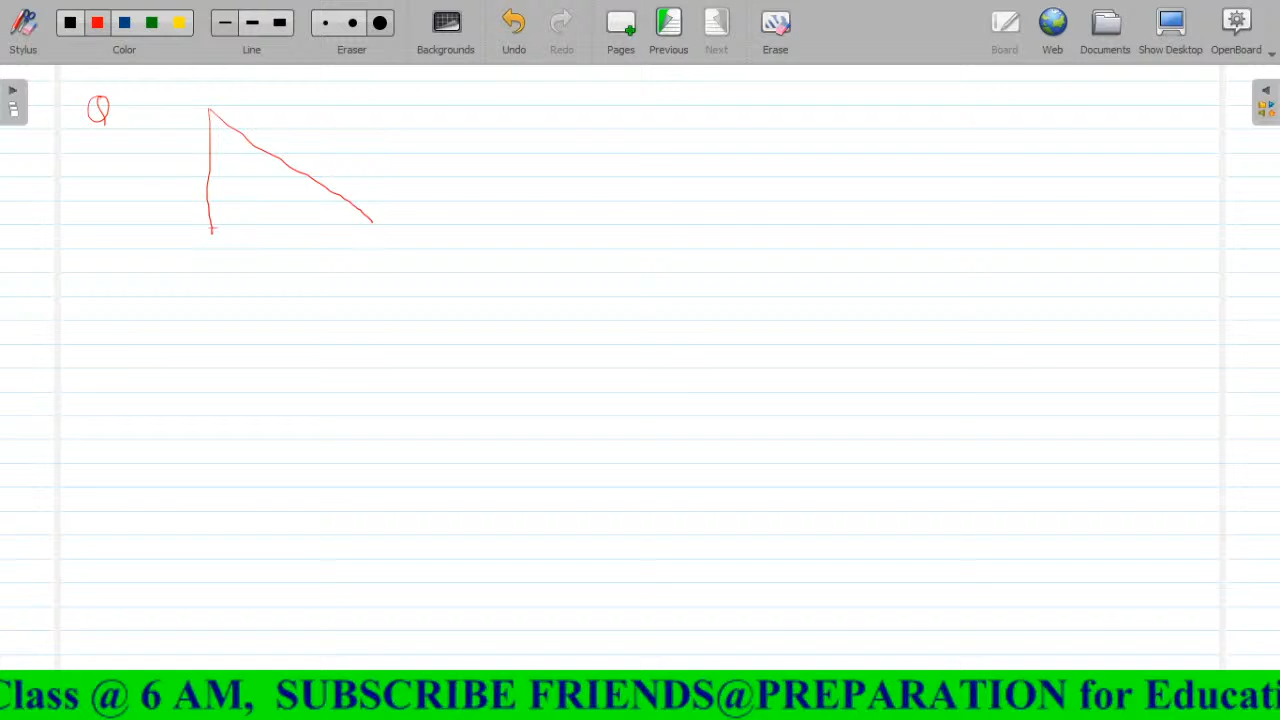 Stylus
Color
Line
Eraser
Backgrounds
Undo
Redo
Pages
Previous
Next
Erase
Board
Web
Documents
Show Desktop
OpenBoard
Q
Class @ 6 AM, SUBSCRIBE FRIENDS@PREPARATION for Educati